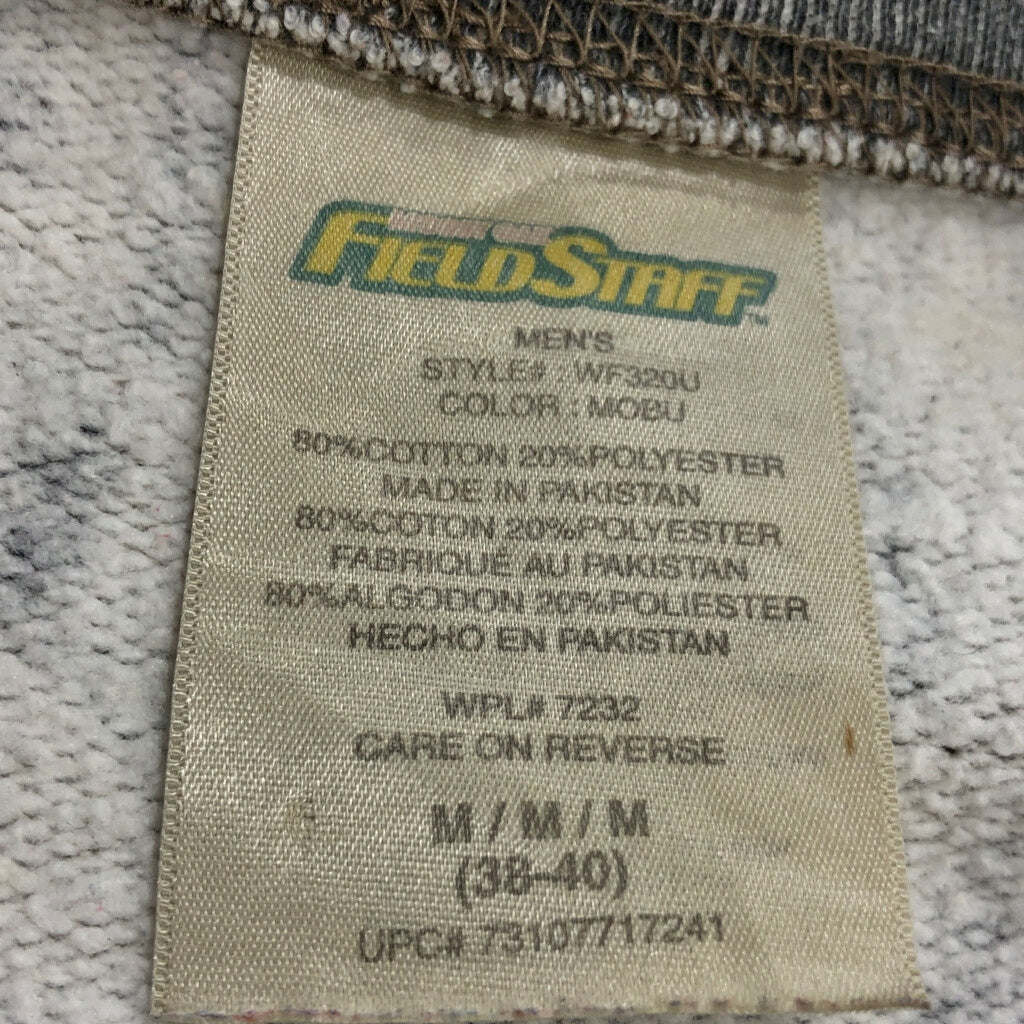 FIELDSTAFF™
MEN'S
STYLE# : WF320U
COLOR : MOBU
80%COTTON 20%POLYESTER
MADE IN PAKISTAN
80%COTON 20%POLYESTER
FABRIQUÉ AU PAKISTAN
80%ALGODON 20%POLIESTER
HECHO EN PAKISTAN
WPL# 7232
CARE ON REVERSE
M / M / M
(38-40)
UPC# 73107717241